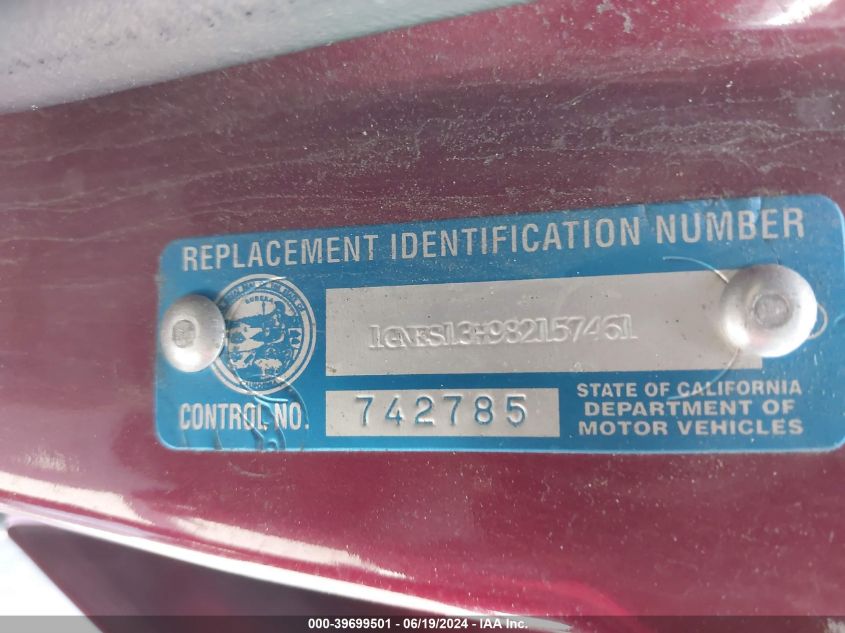 REPLACEMENT IDENTIFICATION NUMBER
EUREKA
CONTROL NO. 742785
STATE OF CALIFORNIA
DEPARTMENT OF
MOTOR VEHICLES
000-39699501 - 06/19/2024 - IAA Inc.